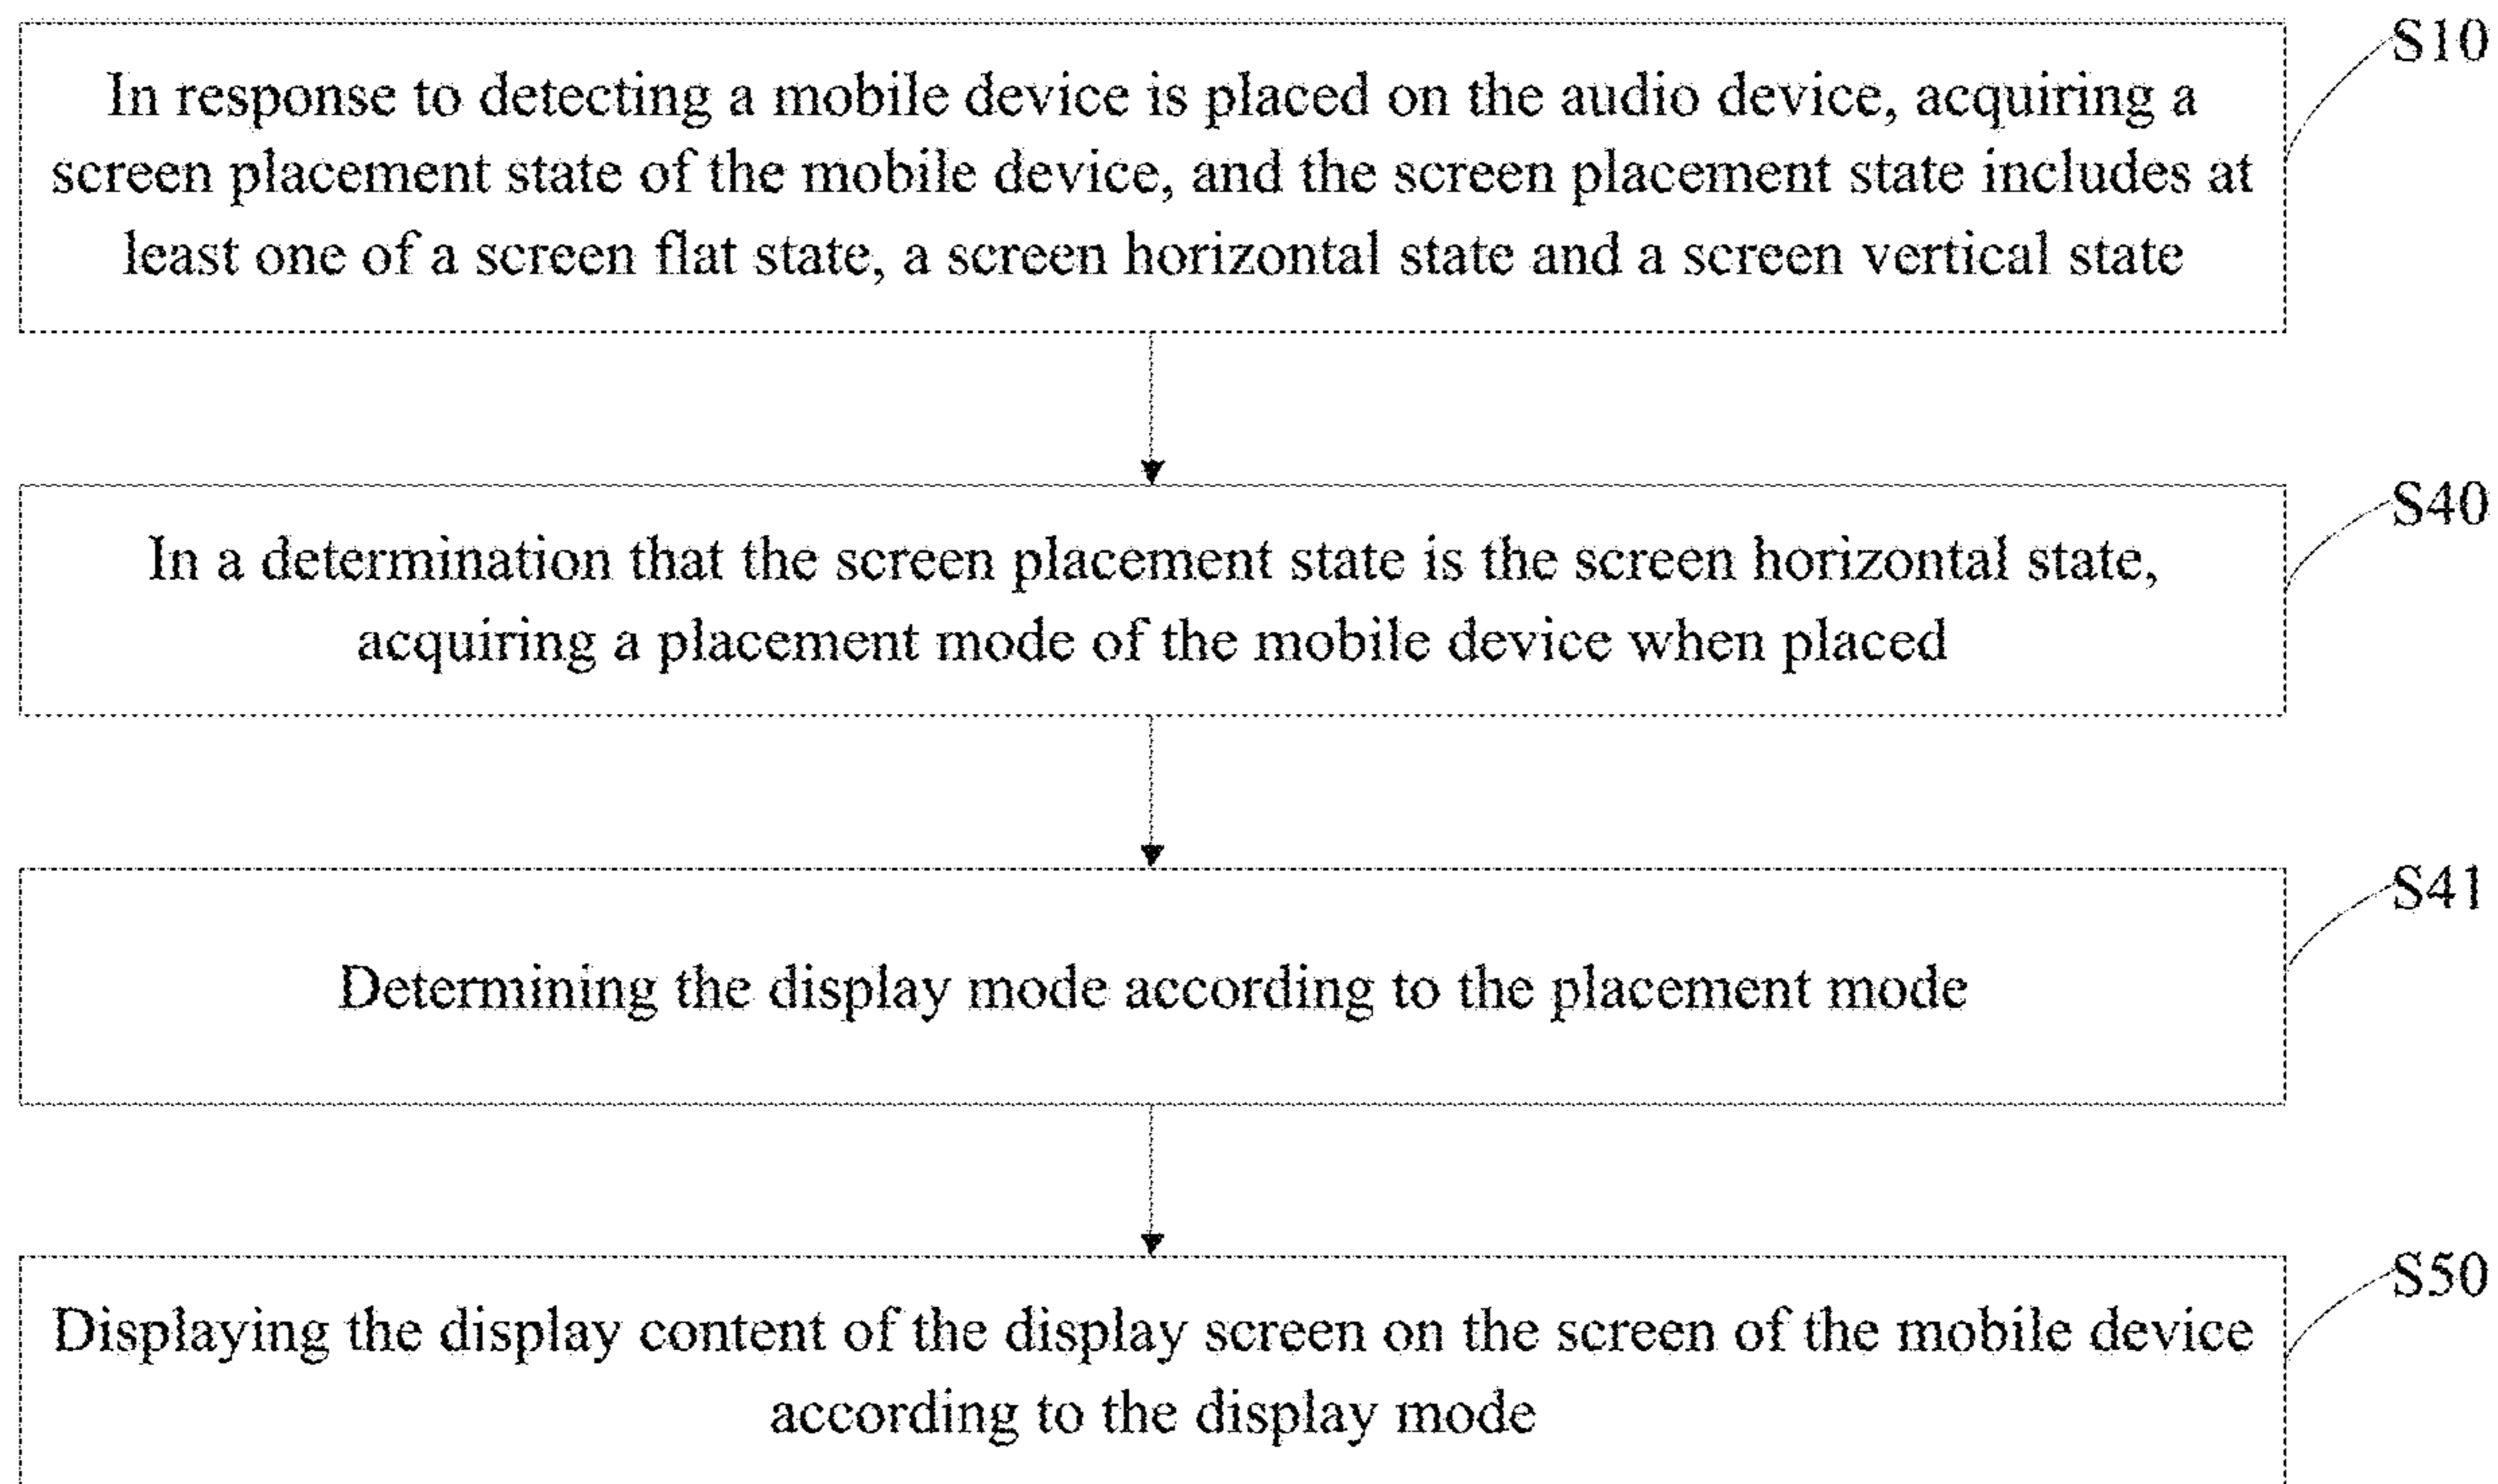 S10
In response to detecting a mobile device is placed on the audio device, acquiring a
screen placement state of the mobile device, and the screen placement state includes at
least one of a screen flat state, a screen horizontal state and a screen vertical state
S40
In a determination that the screen placement state is the screen horizontal state,
acquiring a placement mode of the mobile device when placed
S41
Determining the display mode according to the placement mode
S50
Displaying the display content of the display screen on the screen of the mobile device
according to the display mode